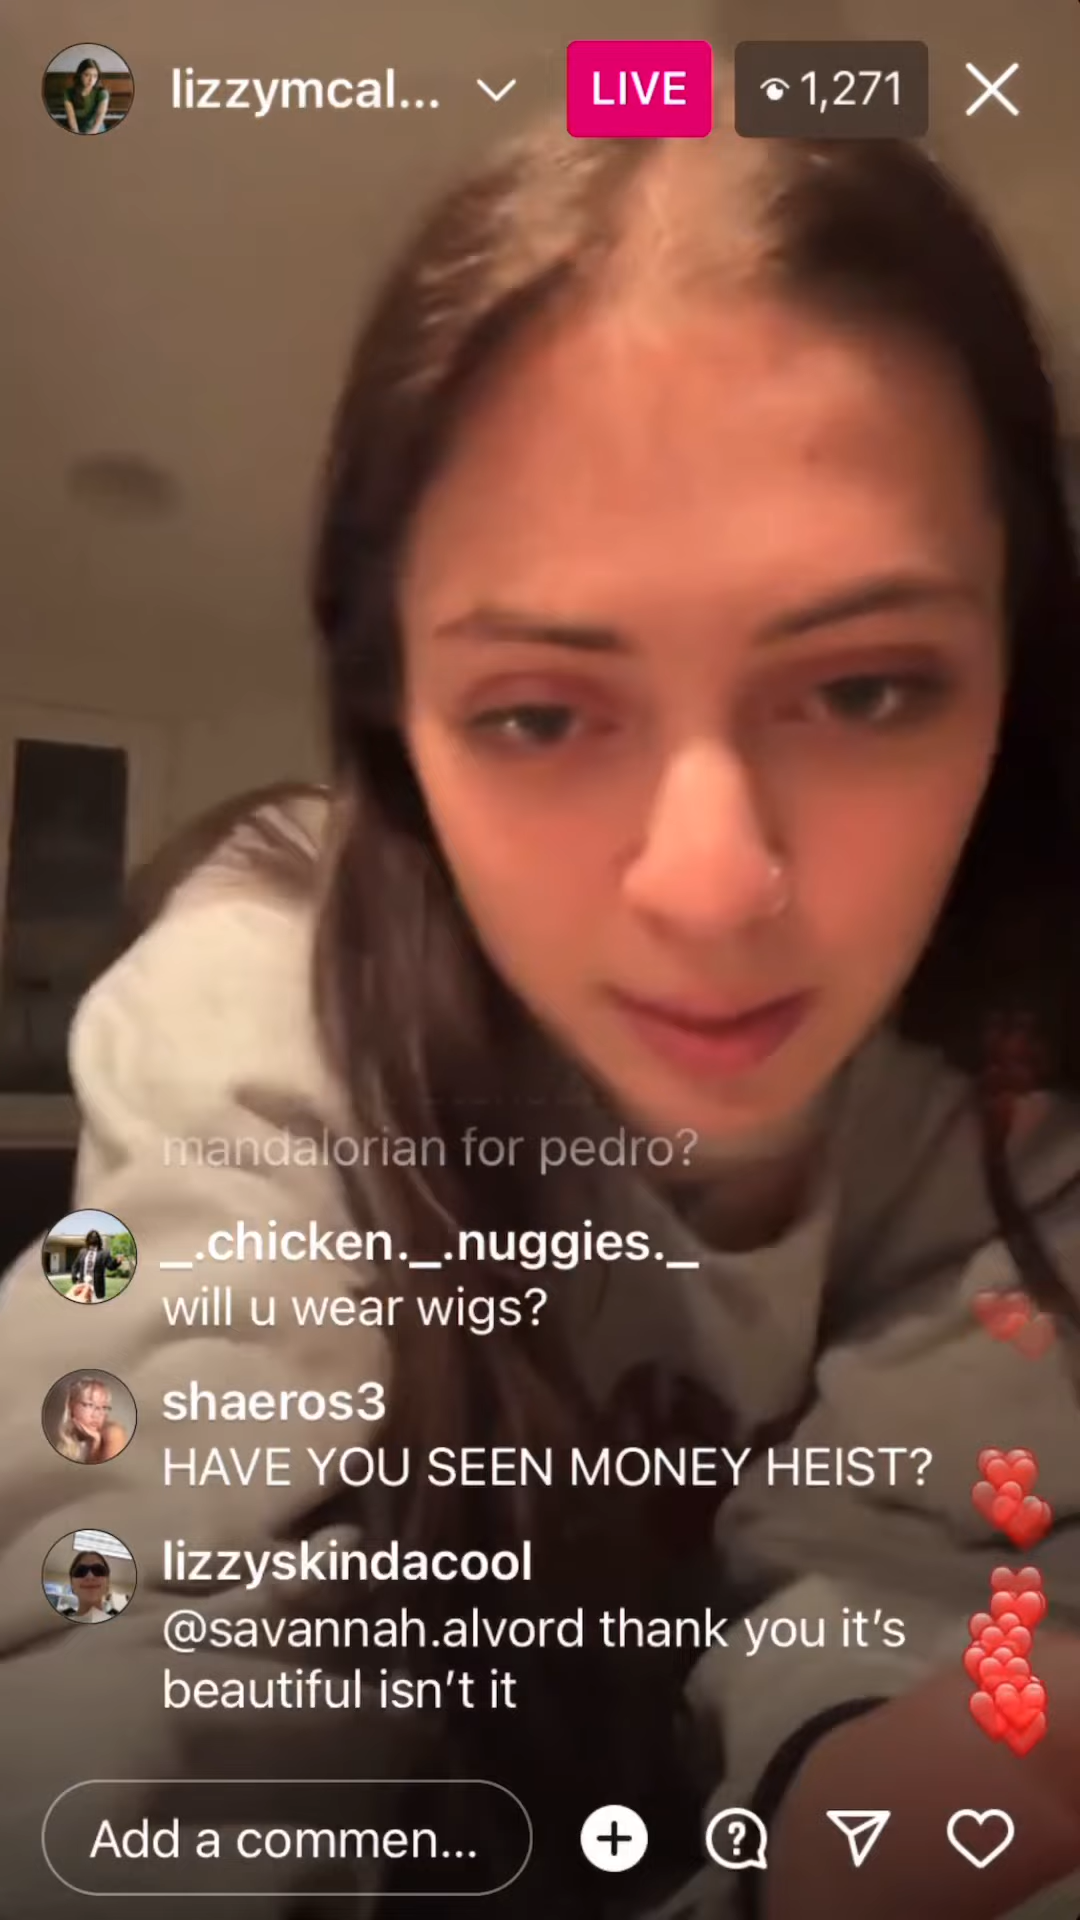 lizzymcal...
LIVE
1,271
mandalorian for pedro?
_.chicken._.nuggies._
will u wear wigs?
shaeros3
HAVE YOU SEEN MONEY HEIST?
lizzyskindacool
@savannah.alvord thank you it’s
beautiful isn’t it
Add a commen...